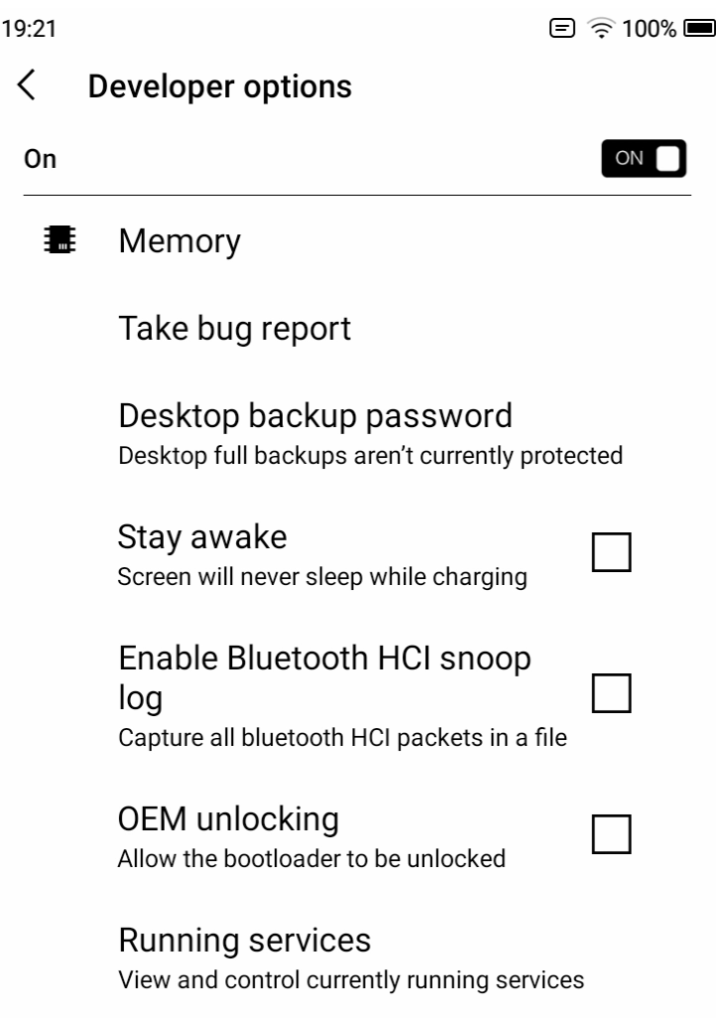 19:21 100%
Developer options
On ON
Memory
Take bug report
Desktop backup password
Desktop full backups aren’t currently protected
Stay awake
Screen will never sleep while charging
Enable Bluetooth HCI snoop
log
Capture all bluetooth HCI packets in a file
OEM unlocking
Allow the bootloader to be unlocked
Running services
View and control currently running services